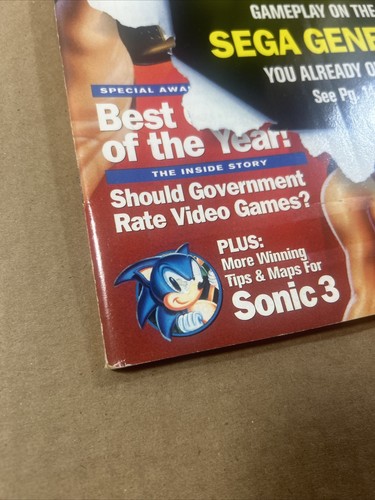 GAMEPLAY ON THE
SEGA GENE
YOU ALREADY O
See Pg. 1
SPECIAL AWA
Best
of the Year!
THE INSIDE STORY
Should Government
Rate Video Games?
PLUS:
More Winning
Tips & Maps For
Sonic 3